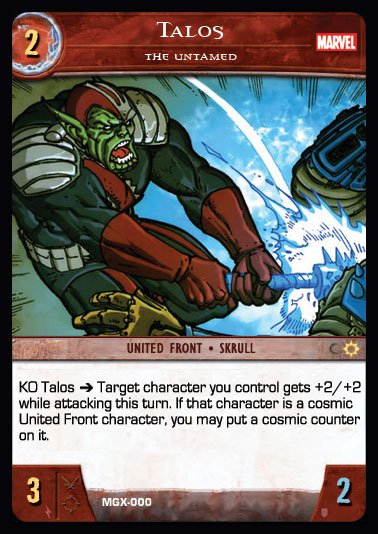 2
TALOS
THE UNTAMED
MARVEL
UNITED FRONT • SKRULL
C
KO Talos ➔ Target character you control gets +2/+2
while attacking this turn. If that character is a cosmic
United Front character, you may put a cosmic counter
on it.
3
MGX-000
2